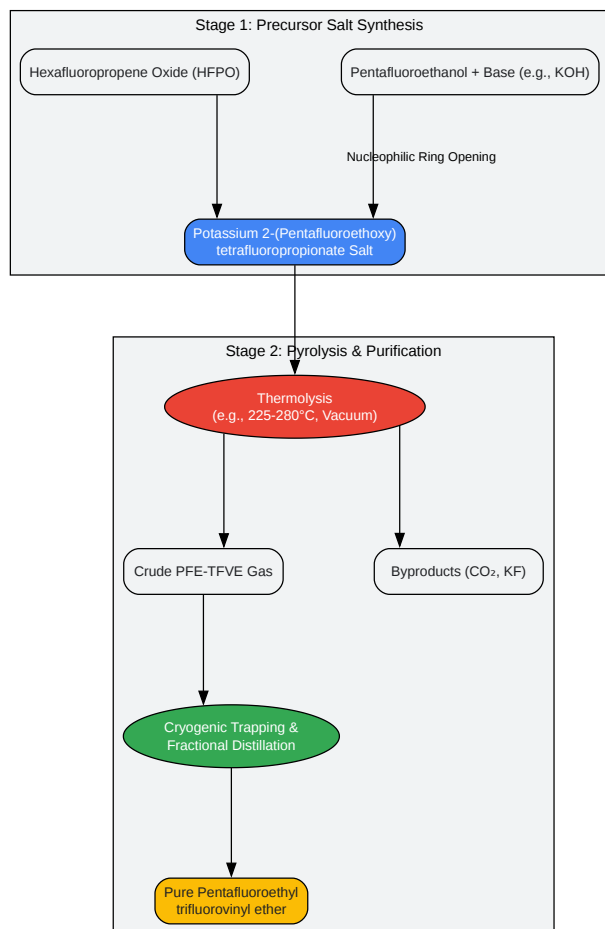 Stage 1: Precursor Salt Synthesis
Hexafluoropropene Oxide (HFPO)
Pentafluoroethanol + Base (e.g., KOH)
Nucleophilic Ring Opening
Potassium 2-(Pentafluoroethoxy)
tetrafluoropropionate Salt
Stage 2: Pyrolysis & Purification
Thermolysis
(e.g., 225-280°C, Vacuum)
Crude PFE-TFVE Gas
Byproducts (CO₂, KF)
Cryogenic Trapping &
Fractional Distillation
Pure Pentafluoroethyl
trifluorovinyl ether